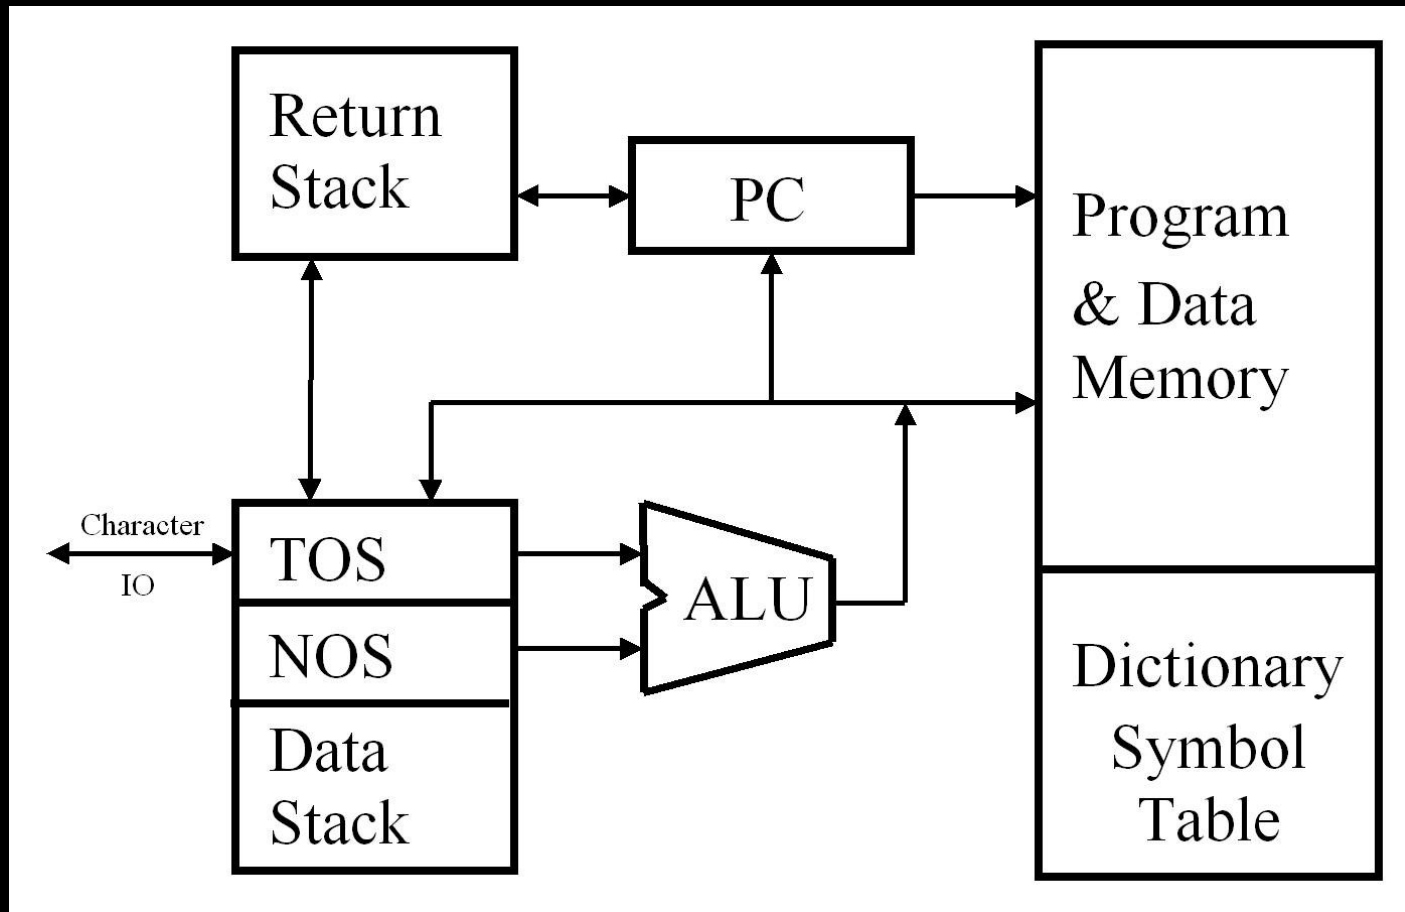 Return
Stack
PC
Program
& Data
Memory
Character
IO
TOS
NOS
Data
Stack
ALU
Dictionary
Symbol
Table